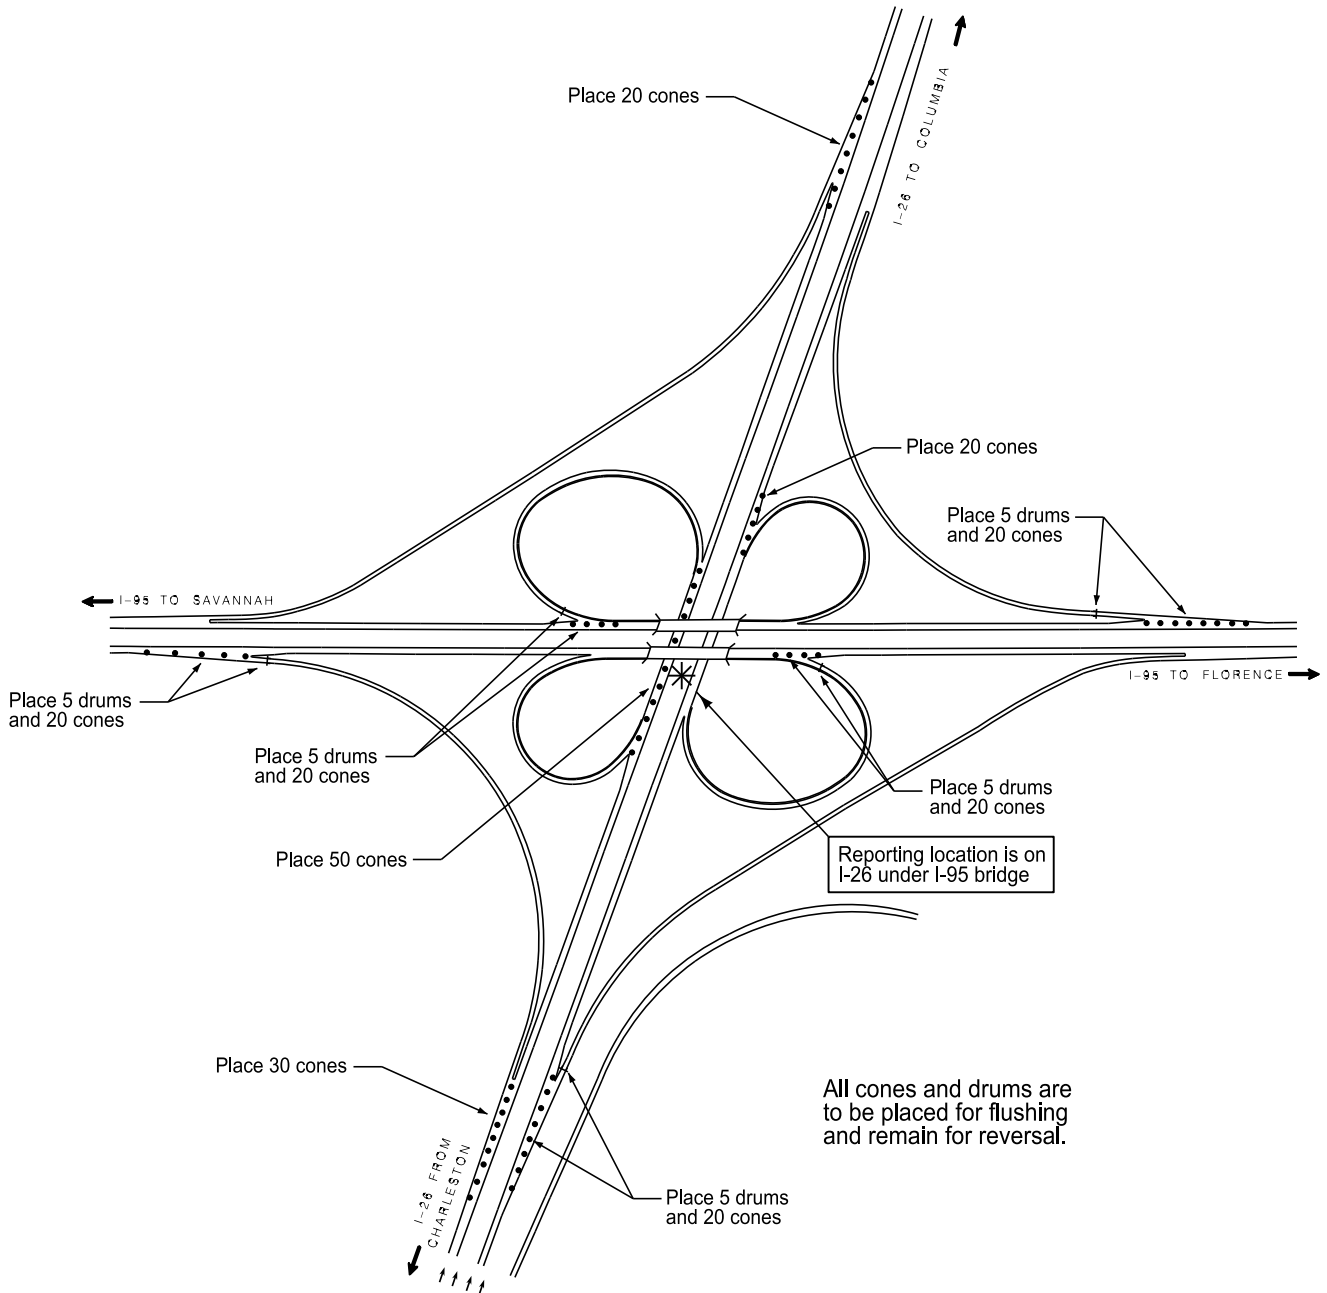 Place 20 cones
I-26 TO COLUMBIA
Place 20 cones
Place 5 drums
and 20 cones
I-95 TO SAVANNAH
I-95 TO FLORENCE
Place 5 drums
and 20 cones
Place 5 drums
and 20 cones
Place 5 drums
and 20 cones
Place 50 cones
Reporting location is on
I-26 under I-95 bridge
Place 30 cones
All cones and drums are
to be placed for flushing
and remain for reversal.
I-26 FROM
CHARLESTON
Place 5 drums
and 20 cones